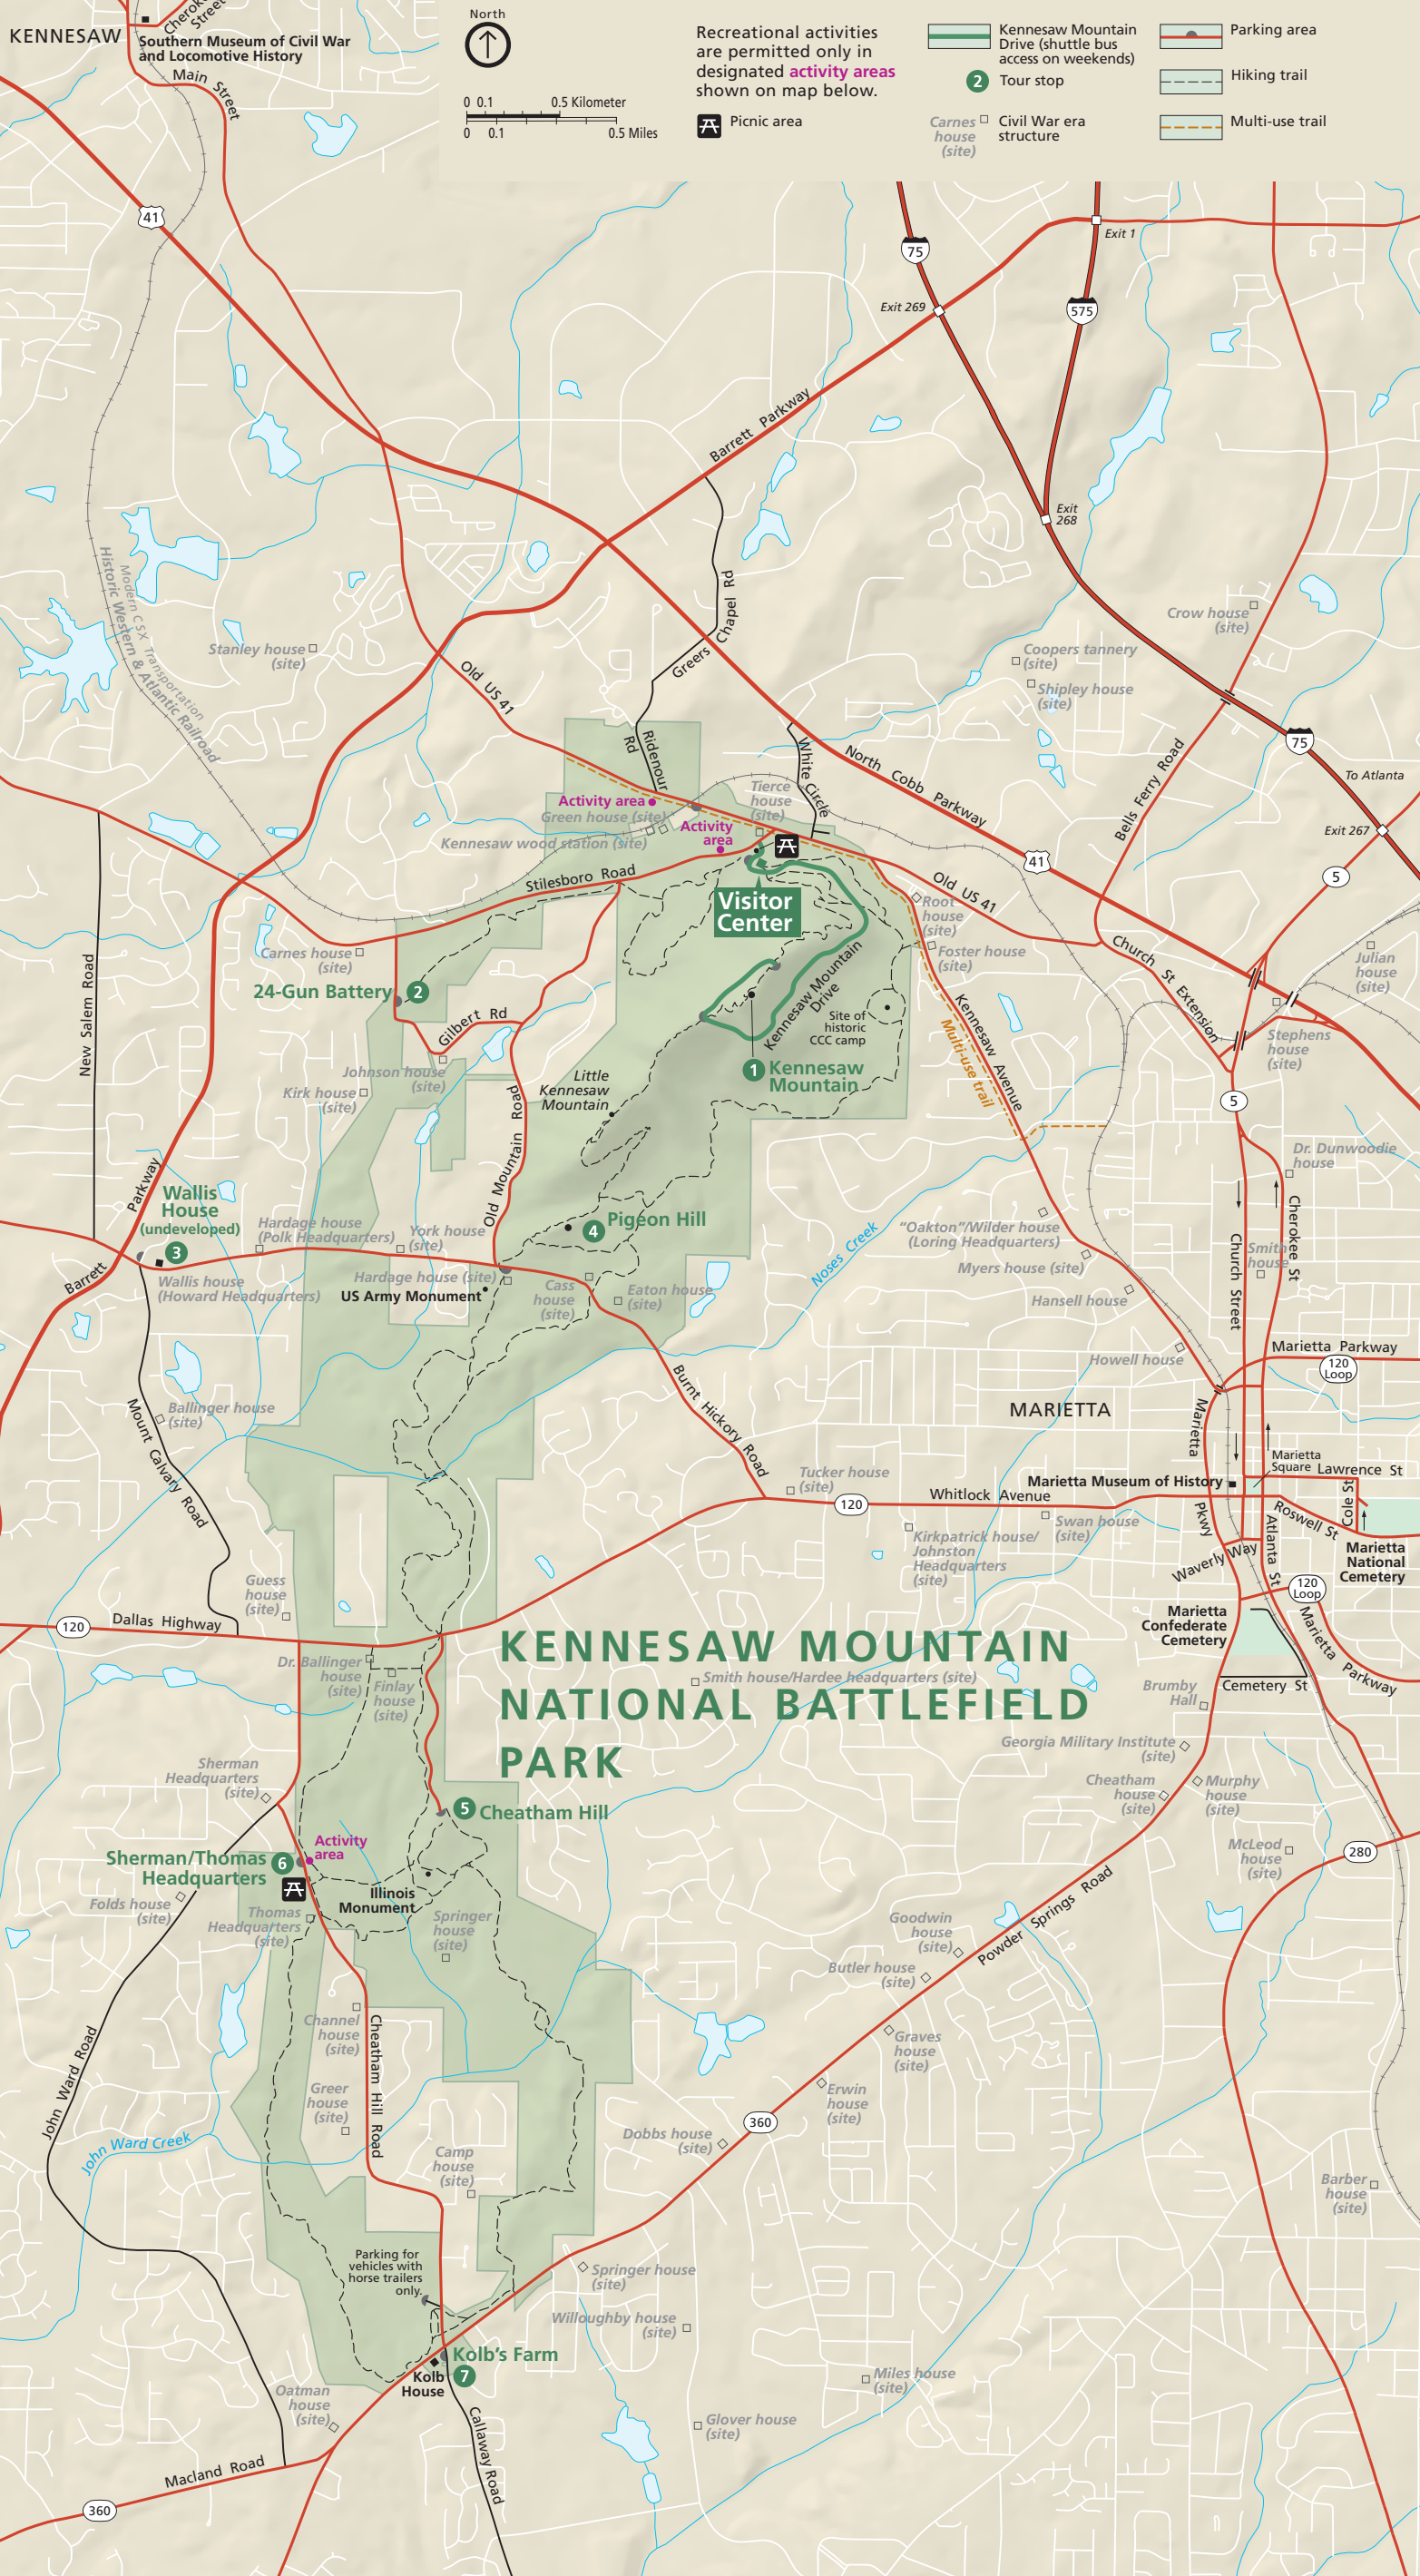 KENNESAW
Cherokee
Street
Southern Museum of Civil War
and Locomotive History
Main Street
North
0 0.1 0.5 Kilometer
0 0.1 0.5 Miles
Recreational activities
are permitted only in
designated activity areas
shown on map below.
Picnic area
Kennesaw Mountain
Drive (shuttle bus
access on weekends)
2
Tour stop
Carnes
house
(site)
Civil War era
structure
Parking area
Hiking trail
Multi-use trail
41
75
Exit 1
Exit 269
575
Barrett Parkway
Exit
268
Historic Western & Atlantic Railroad
Modern CSX Transportation
Stanley house
(site)
Greers Chapel Rd
Crow house
(site)
Coopers tannery
(site)
Shipley house
(site)
Old US 41
Ridenour
Rd
White Circle
North Cobb Parkway
75
To Atlanta
Bells Ferry Road
Exit 267
Activity area
Green house (site)
Tierce
house
(site)
Activity
area
Kennesaw wood station (site)
41
5
Stilesboro Road
Visitor
Center
Old US 41
Root
house
(site)
Foster house
(site)
Church St Extension
Julian
house
(site)
Carnes house
(site)
24-Gun Battery
2
New Salem Road
Gilbert Rd
Kennesaw Mountain
Drive
Site of
historic
CCC camp
Kennesaw Avenue
Multi-use trail
Stephens
house
(site)
Johnson house
(site)
Kirk house
(site)
Little
Kennesaw
Mountain
1
Kennesaw
Mountain
Old Mountain Road
5
Dr. Dunwoodie
house
Parkway
Wallis
House
(undeveloped)
3
Hardage house
(Polk Headquarters)
York house
(site)
4
Pigeon Hill
Noses Creek
“Oakton”/Wilder house
(Loring Headquarters)
Myers house (site)
Church Street
Cherokee St
Smith
house
Barrett
Wallis house
(Howard Headquarters)
Hardage house (site)
US Army Monument
Cass
house
(site)
Eaton house
(site)
Hansell house
Howell house
Marietta Parkway
120
Loop
Burnt Hickory Road
MARIETTA
Marietta
Ballinger house
(site)
Mount Calvary Road
Marietta
Square
Lawrence St
Marietta Museum of History
Tucker house
(site)
120
Whitlock Avenue
Cole St
Pkwy
Roswell St
Swan house
(site)
Kirkpatrick house/
Johnston
Headquarters
(site)
Waverly Way
Atlanta St
Marietta
National
Cemetery
Guess
house
(site)
120
Loop
Marietta
Confederate
Cemetery
Marietta Parkway
120
Dallas Highway
KENNESAW MOUNTAIN
NATIONAL BATTLEFIELD
PARK
Dr. Ballinger
house
(site)
Finlay
house
(site)
Smith house/Hardee headquarters (site)
Cemetery St
Brumby
Hall
Georgia Military Institute
(site)
Sherman
Headquarters
(site)
Cheatham
house
(site)
Murphy
house
(site)
5
Cheatham Hill
McLeod
house
(site)
280
Activity
area
Sherman/Thomas
Headquarters
6
Illinois
Monument
Folds house
(site)
Thomas
Headquarters
(site)
Springer
house
(site)
Goodwin
house
(site)
Powder Springs Road
Butler house
(site)
Channel
house
(site)
Cheatham Hill Road
Graves
house
(site)
John Ward Road
Greer
house
(site)
Erwin
house
(site)
360
Dobbs house
(site)
John Ward Creek
Camp
house
(site)
Barber
house
(site)
Parking for
vehicles with
horse trailers
only.
Springer house
(site)
Willoughby house
(site)
Kolb’s Farm
7
Kolb
House
Oatman
house
(site)
Miles house
(site)
Glover house
(site)
Callaway Road
Macland Road
360